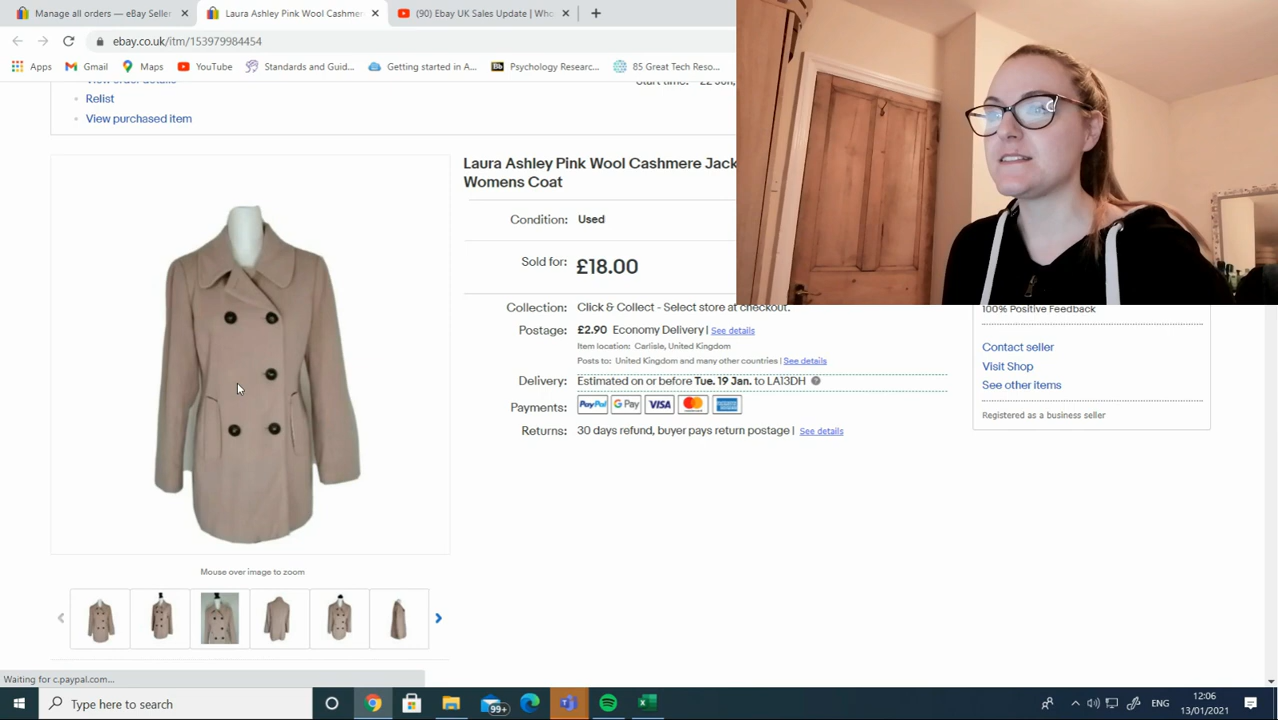 Manage all orders — eBay Seller
Laura Ashley Pink Wool Cashmer
(90) Ebay UK Sales Update | Who
ebay.co.uk/itm/153979984454
Apps
Gmail
Maps
YouTube
Standards and Guid...
Getting started in A...
Psychology Researc...
85 Great Tech Reso...
Relist
View purchased item
Laura Ashley Pink Wool Cashmere Jack
Womens Coat
Condition: Used
Sold for: £18.00
Collection: Click & Collect - Select store at checkout.
Postage: £2.90 Economy Delivery | See details
Item location: Carlisle, United Kingdom
Posts to: United Kingdom and many other countries | See details
Delivery: Estimated on or before Tue. 19 Jan. to LA13DH
Payments: PayPal G Pay VISA
Returns: 30 days refund, buyer pays return postage | See details
100% Positive Feedback
Contact seller
Visit Shop
See other items
Registered as a business seller
Mouse over image to zoom
Waiting for c.paypal.com...
Type here to search
99+
ENG
12:06
13/01/2021